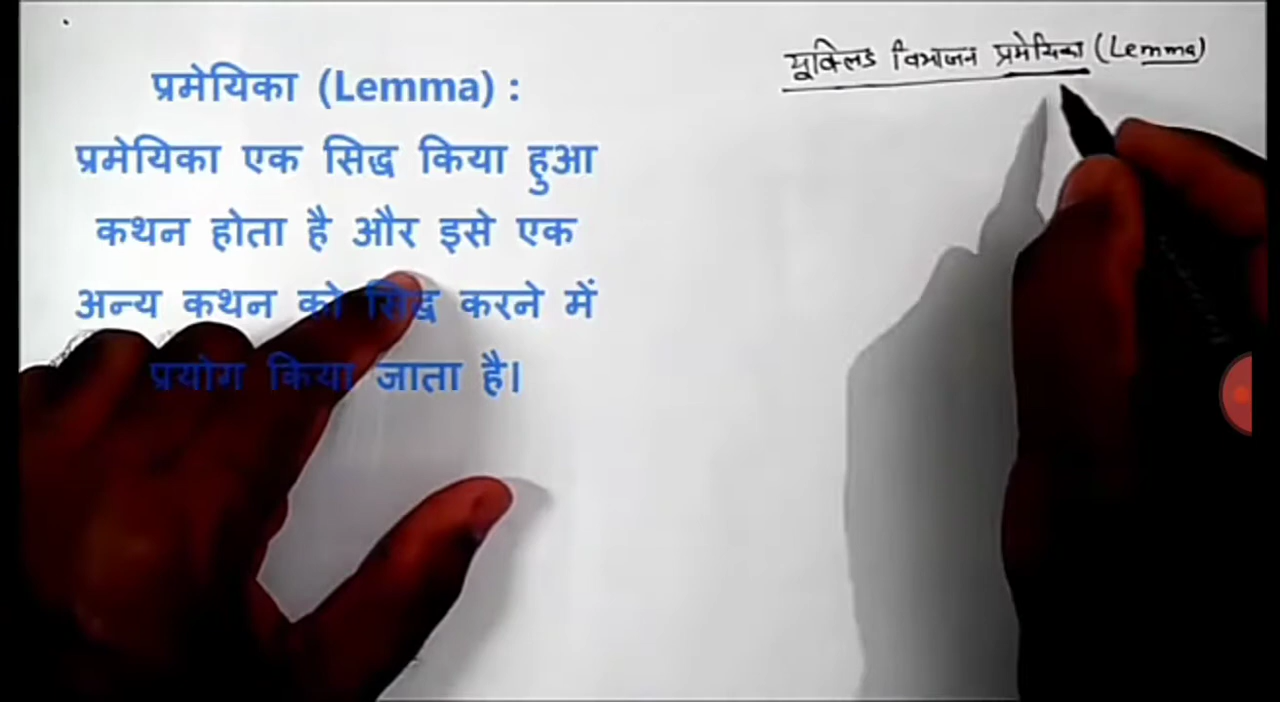 प्रमेयिका (Lemma) :
प्रमेयिका एक सिद्ध किया हुआ
कथन होता है और इसे एक
अन्य कथन को सिद्ध करने में
प्रयोग किया जाता है।
यूक्लिड विभाजन प्रमेयिका (Lemma)